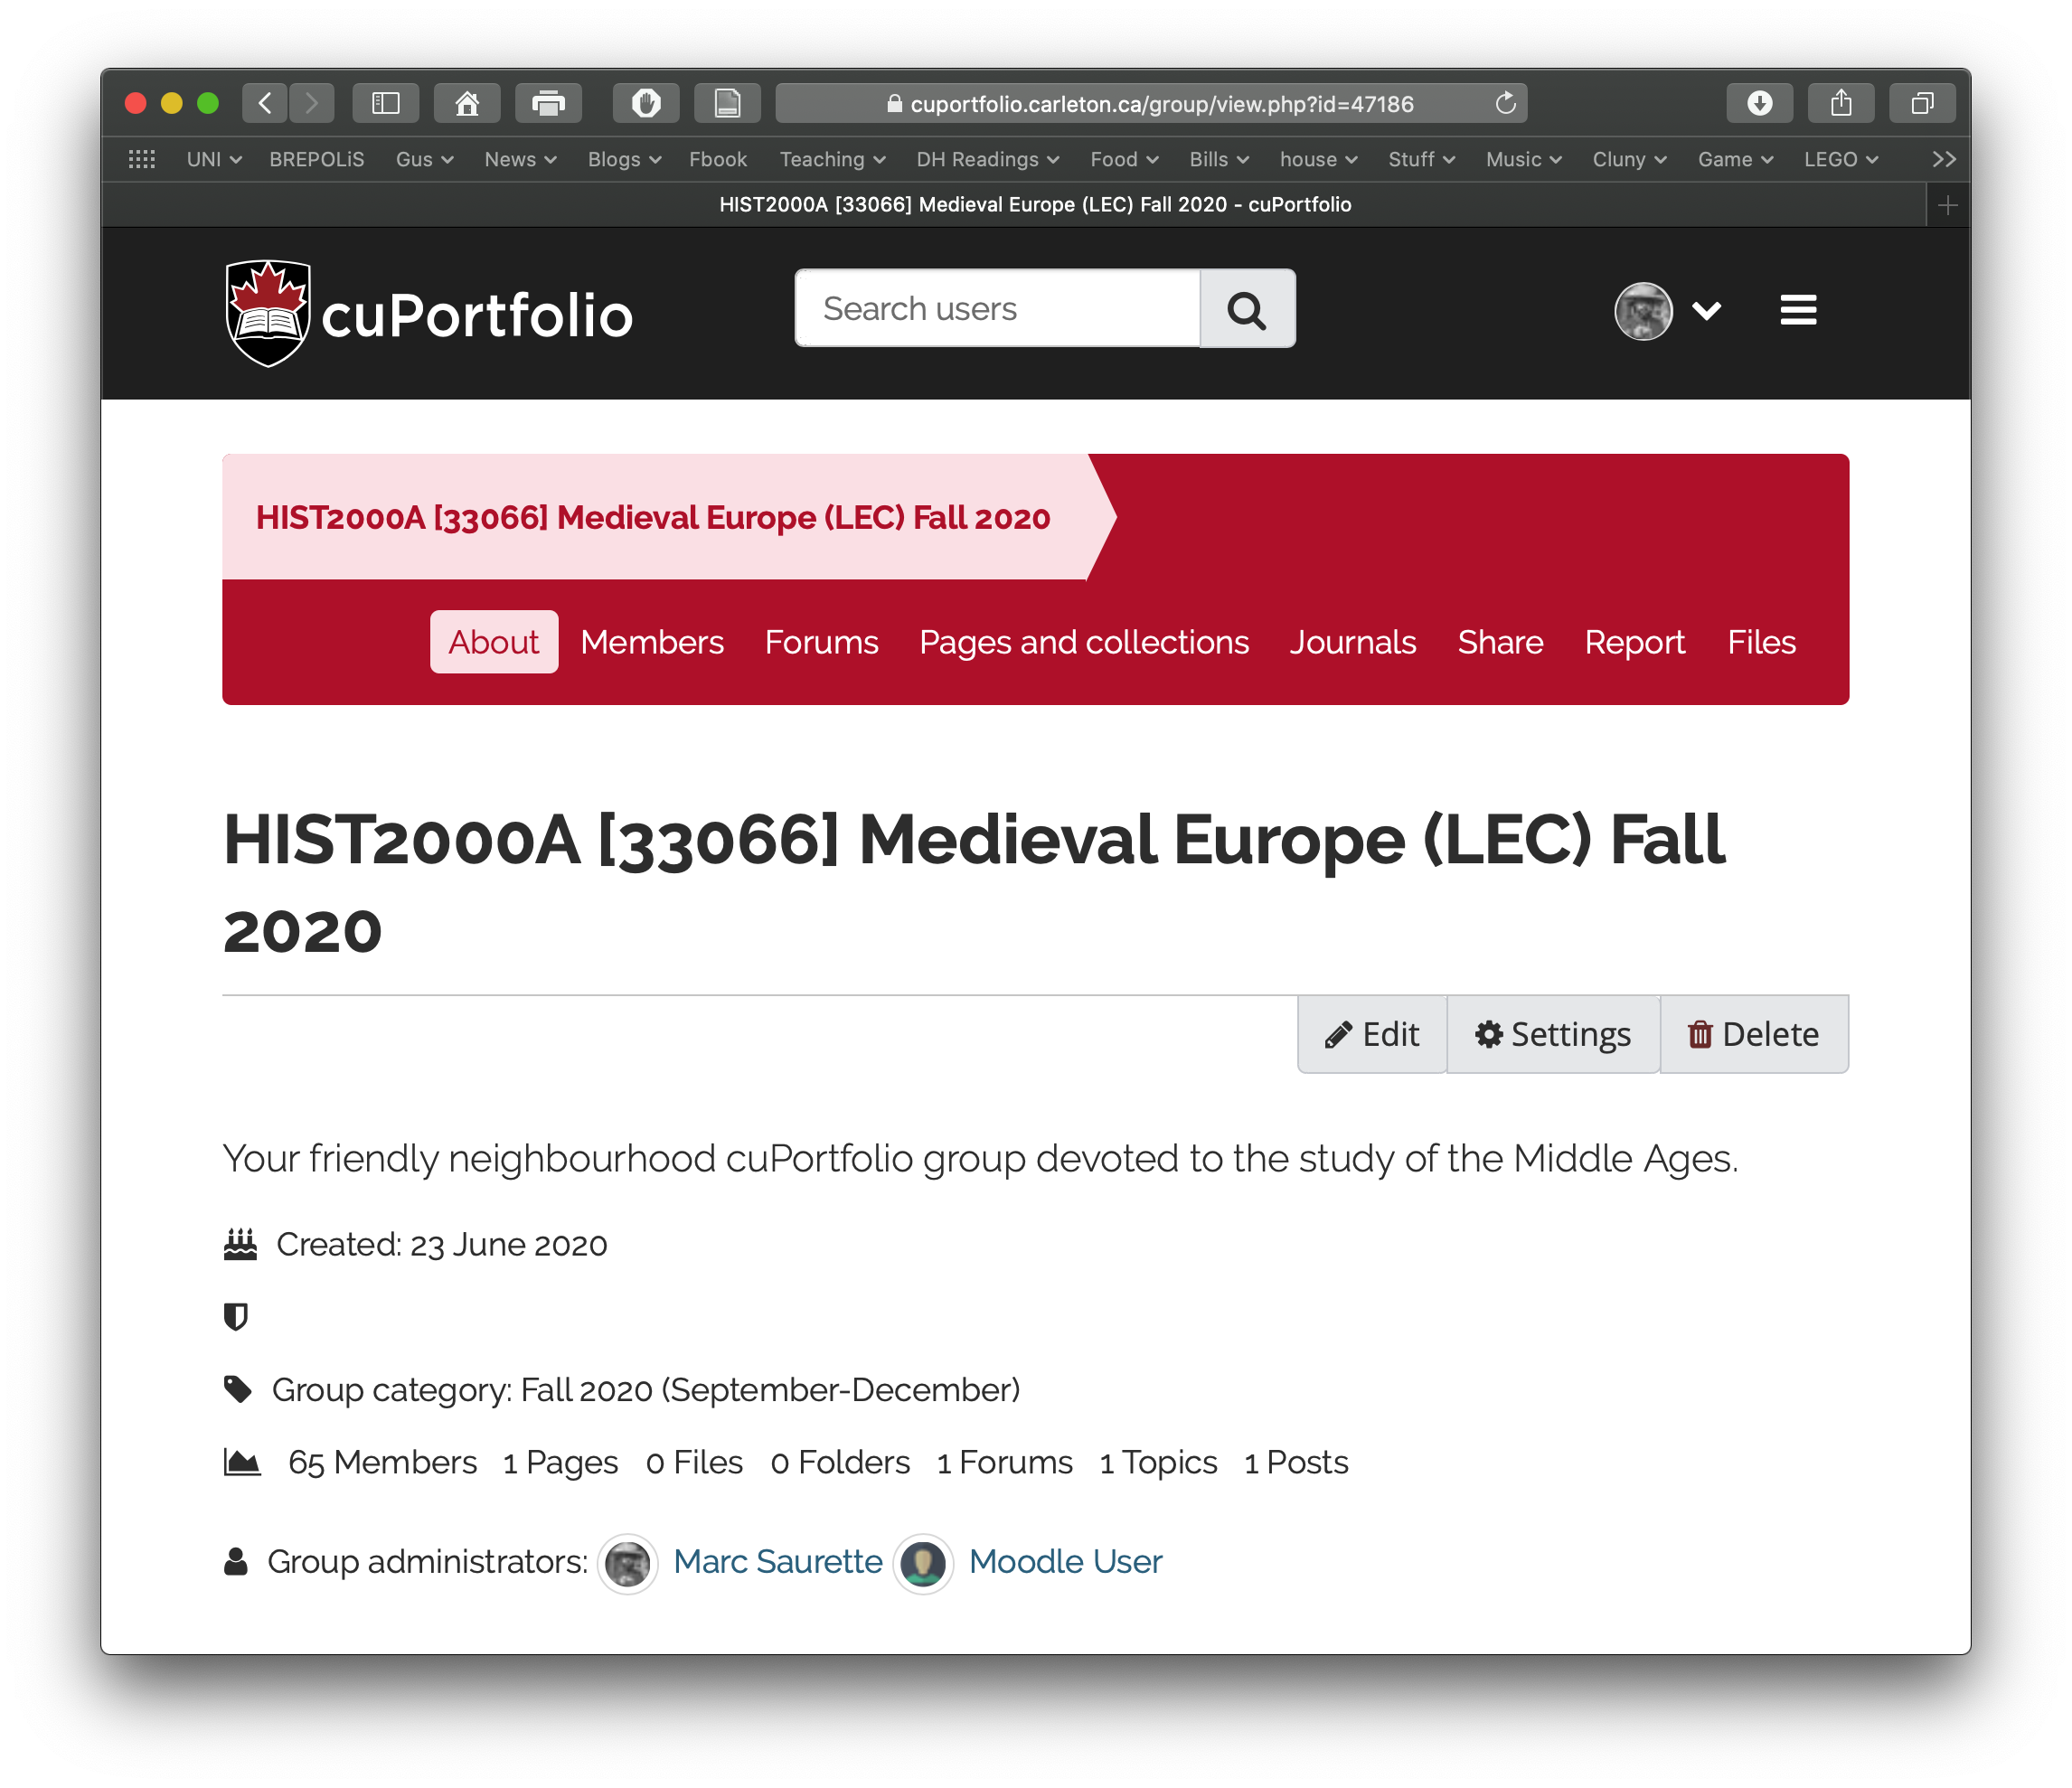 cuportfolio.carleton.ca/group/view.php?id=47186
UNI BREPOLiS Gus News Blogs Fbook Teaching DH Readings Food Bills house Stuff Music Cluny Game LEGO
HIST2000A [33066] Medieval Europe (LEC) Fall 2020 - cuPortfolio
cuPortfolio Search users
HIST2000A [33066] Medieval Europe (LEC) Fall 2020
About Members Forums Pages and collections Journals Share Report Files
HIST2000A [33066] Medieval Europe (LEC) Fall
2020
Edit Settings Delete
Your friendly neighbourhood cuPortfolio group devoted to the study of the Middle Ages.
Created: 23 June 2020
Group category: Fall 2020 (September-December)
65 Members 1 Pages 0 Files 0 Folders 1 Forums 1 Topics 1 Posts
Group administrators: Marc Saurette Moodle User